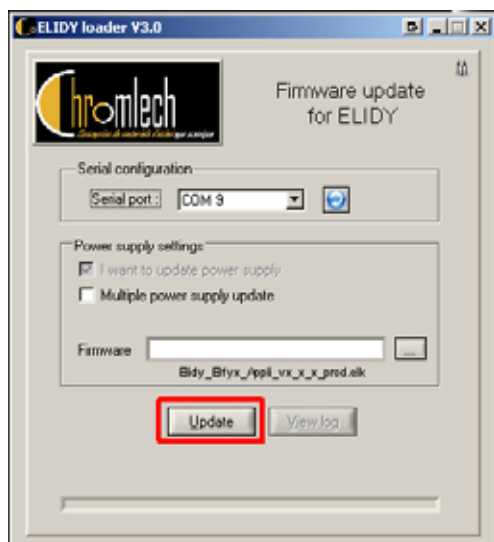 ELIDY loader V3.0
Chromlech
Firmware update
for ELIDY
Serial configuration
Serial port :
COM 9
Power supply settings
I want to update power supply
Multiple power supply update
Firmware
...
Update
View log